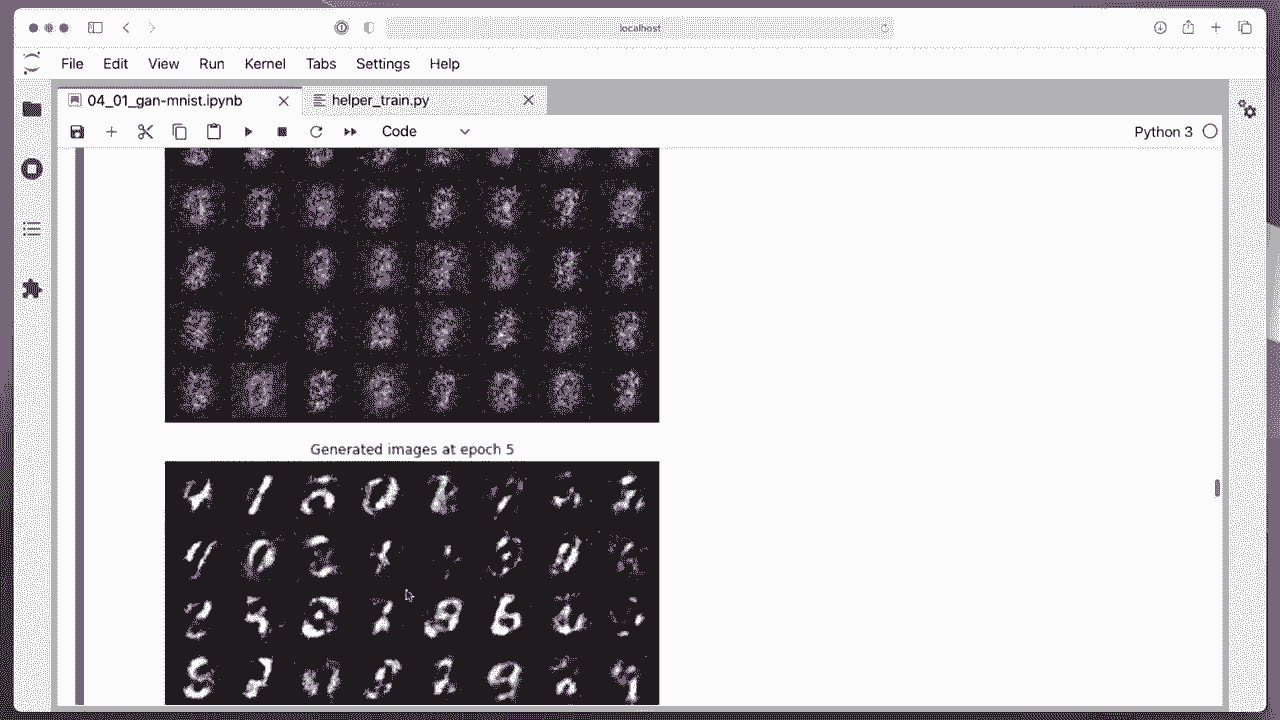 localhost
File Edit View Run Kernel Tabs Settings Help
04_01_gan-mnist.ipynb helper_train.py
Code Python 3
Generated images at epoch 5